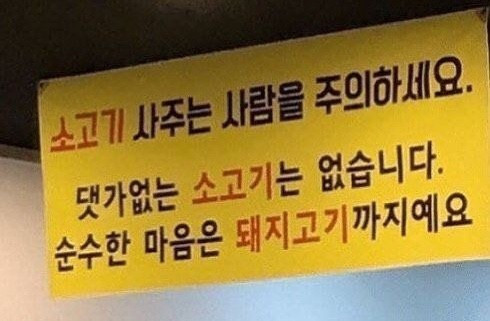 소고기 사주는 사람을 주의하세요.
댓가없는 소고기는 없습니다.
순수한 마음은 돼지고기까지예요